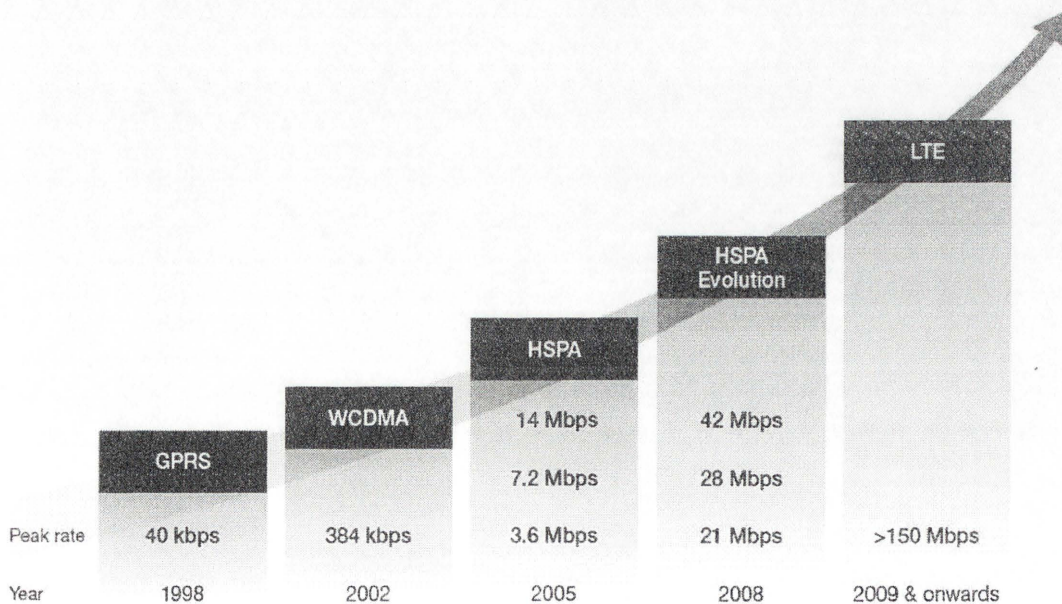 LTE
HSPA
Evolution
HSPA
WCDMA
GPRS
14 Mbps 42 Mbps
7.2 Mbps 28 Mbps
Peak rate 40 kbps 384 kbps 3.6 Mbps 21 Mbps >150 Mbps
Year 1998 2002 2005 2008 2009 & onwards